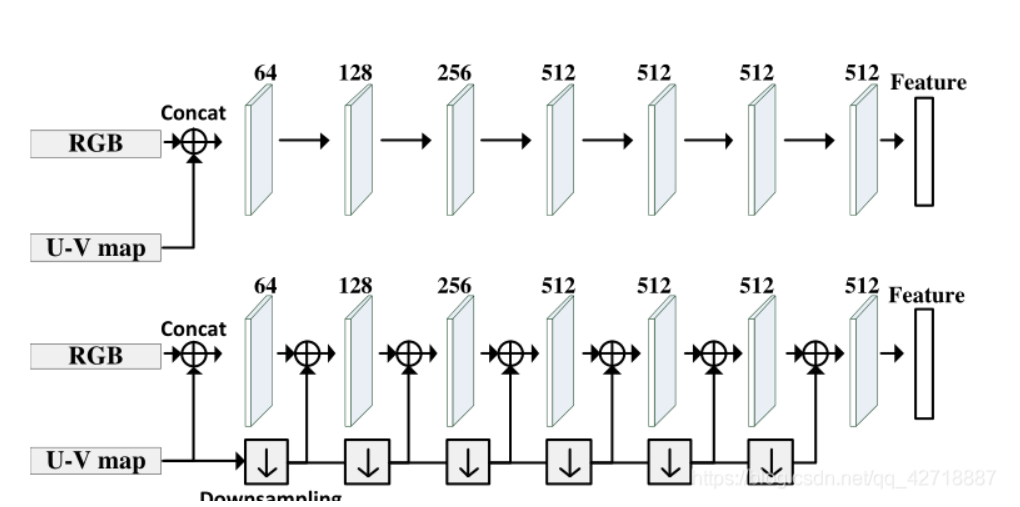 64 128 256 512 512 512 512 Feature
Concat
RGB
U-V map
64 128 256 512 512 512 512 Feature
Concat
RGB
U-V map
Downsampling
https://blog.csdn.net/qq_42718887